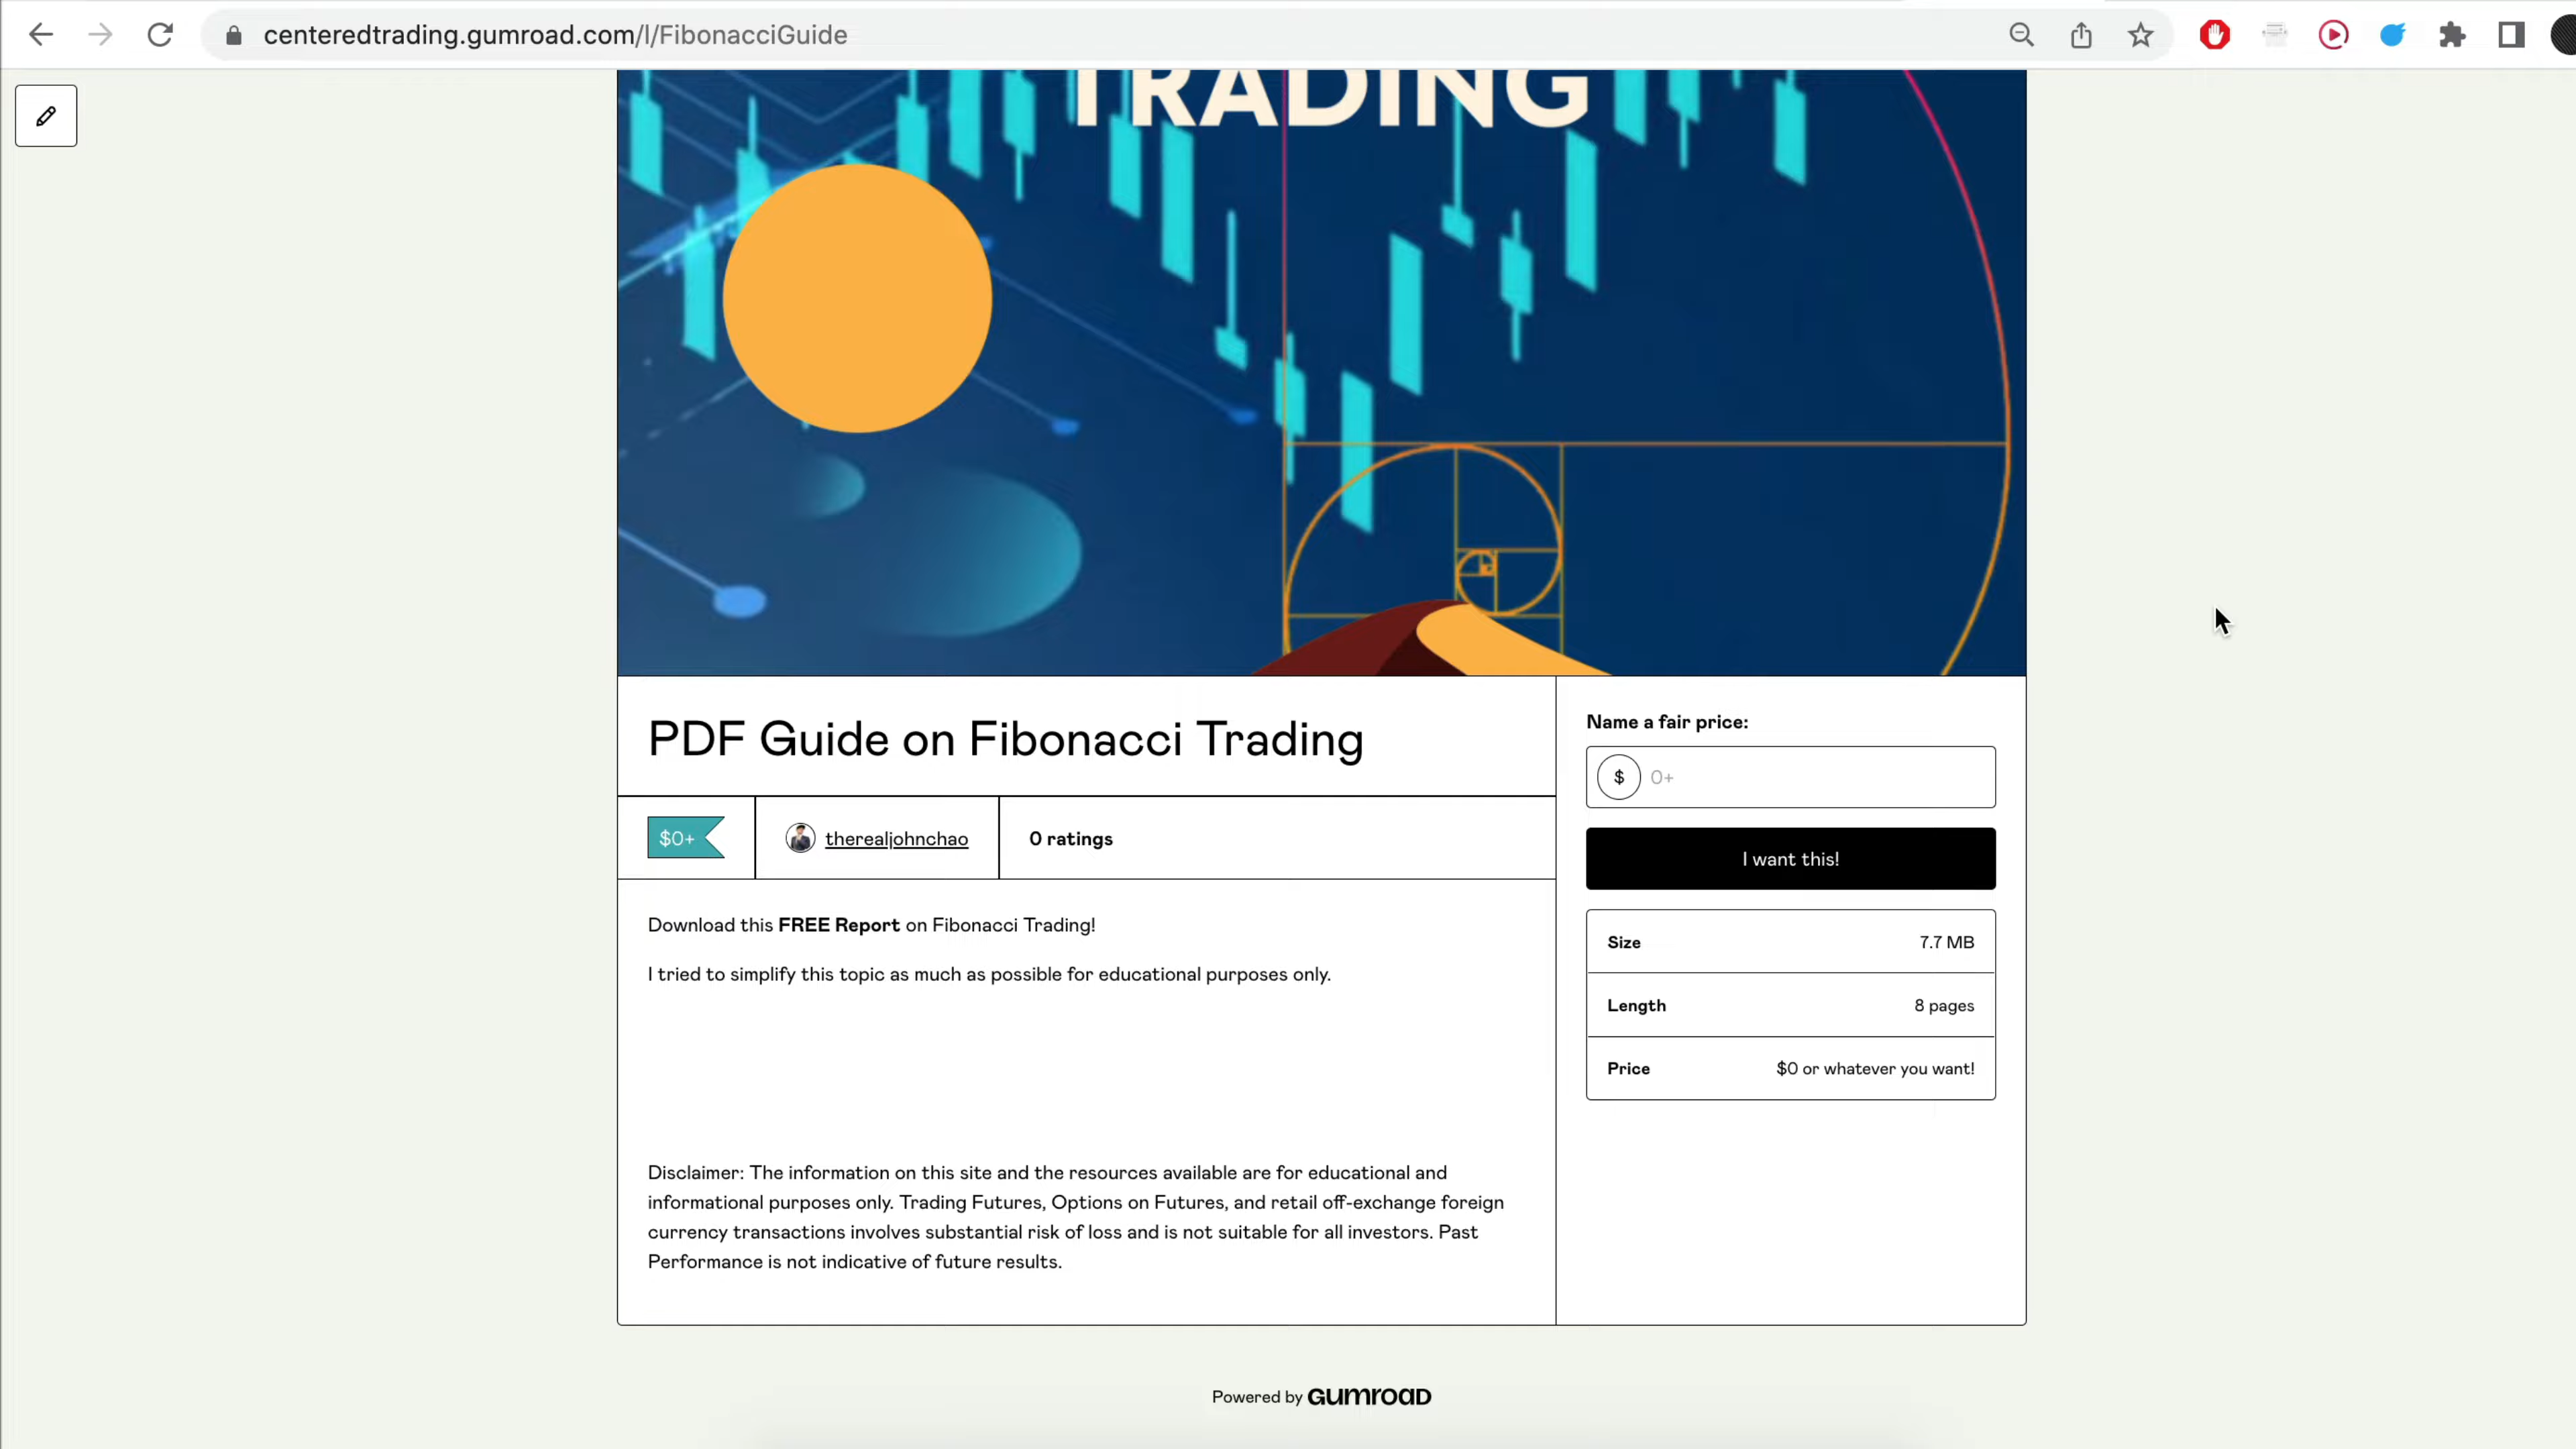 centeredtrading.gumroad.com/l/FibonacciGuide
TRADING
PDF Guide on Fibonacci Trading
$0+
therealjohnchao
0 ratings
Download this FREE Report on Fibonacci Trading!
I tried to simplify this topic as much as possible for educational purposes only.
Disclaimer: The information on this site and the resources available are for educational and
informational purposes only. Trading Futures, Options on Futures, and retail off-exchange foreign
currency transactions involves substantial risk of loss and is not suitable for all investors. Past
Performance is not indicative of future results.
Name a fair price:
$ 0+
I want this!
Size 7.7 MB
Length 8 pages
Price $0 or whatever you want!
Powered by GUMROAD